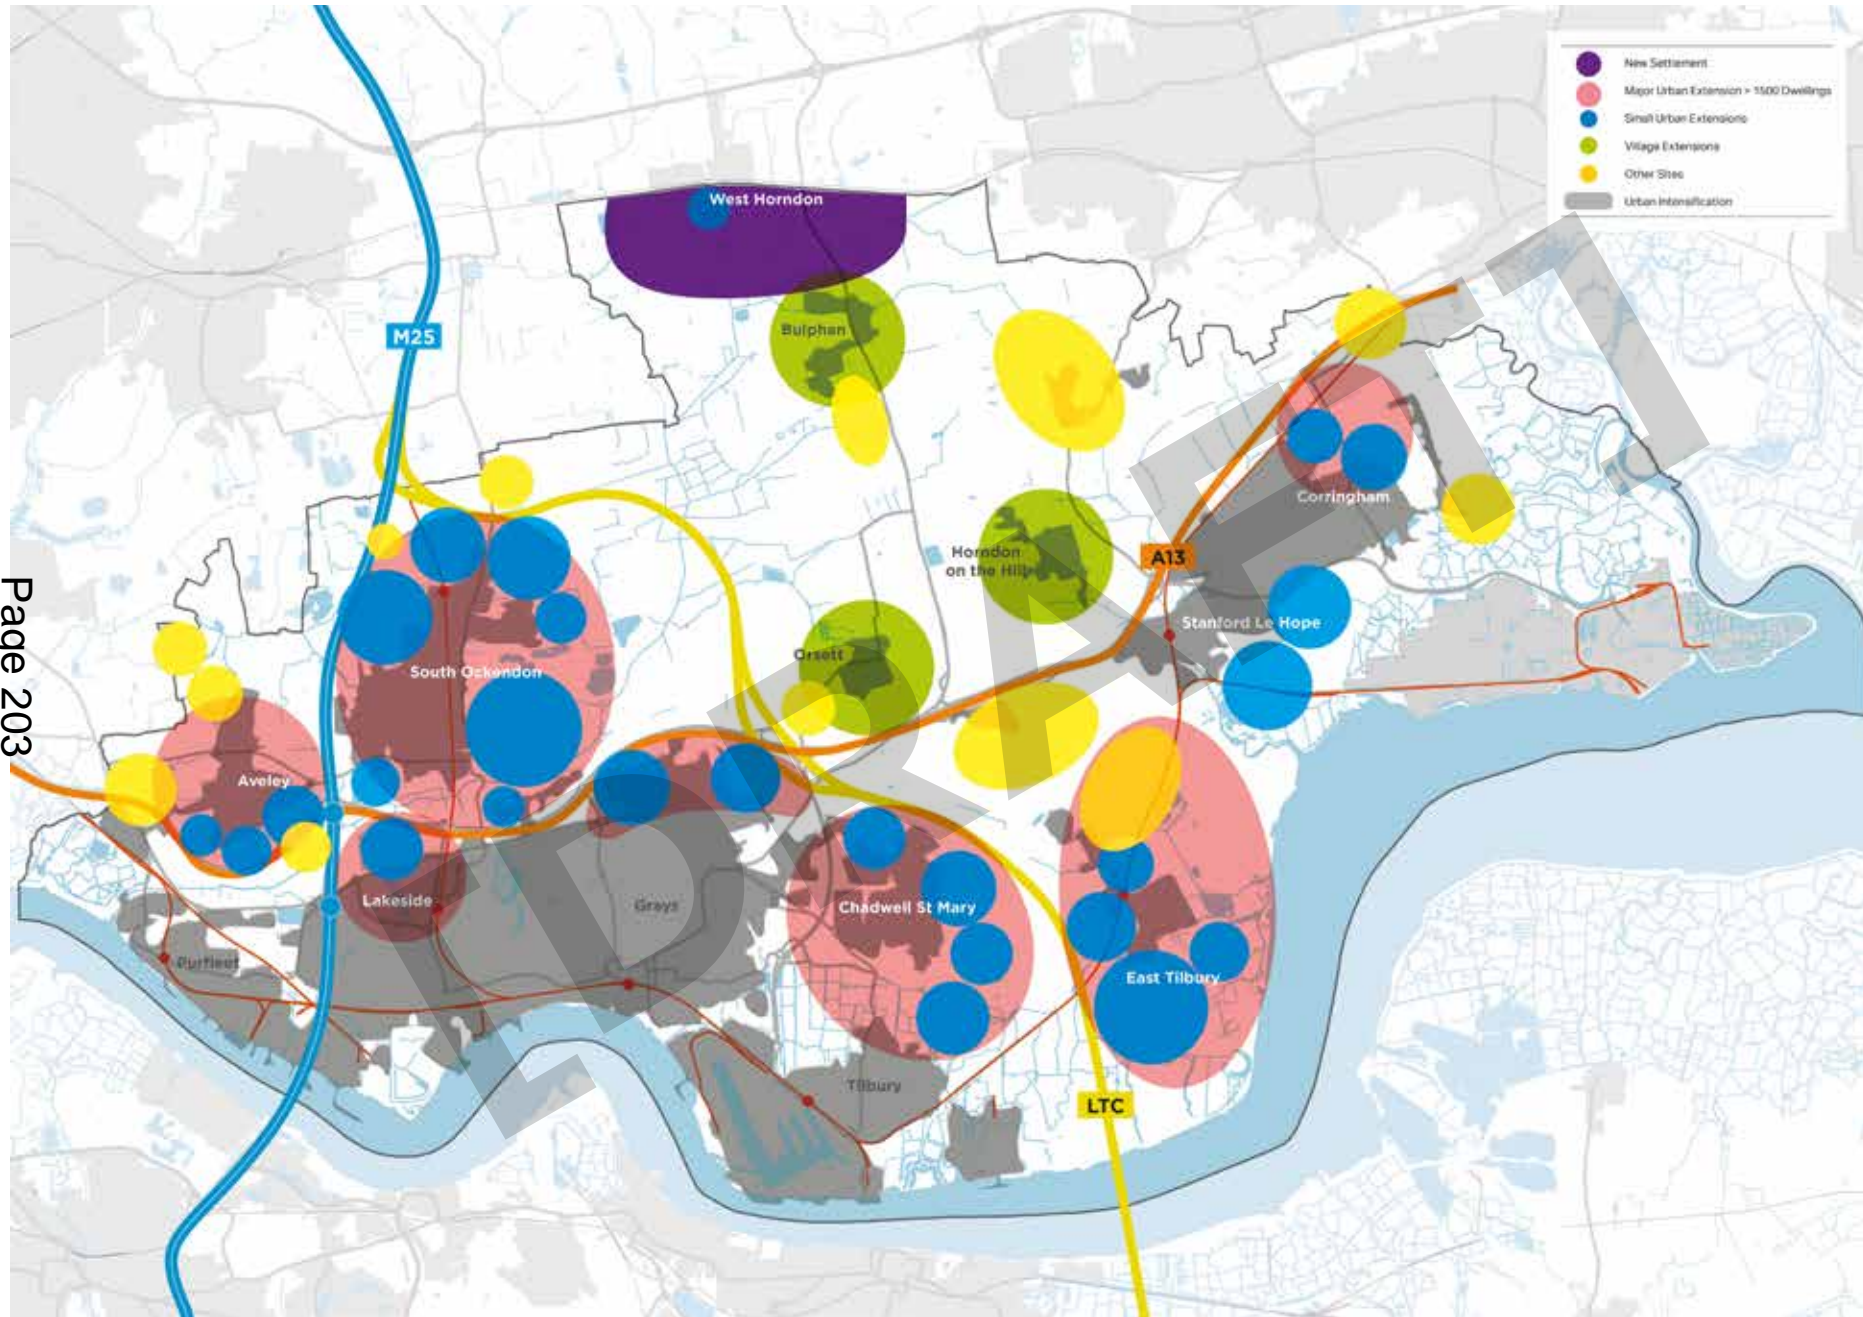 New Settlement
Major Urban Extension > 1500 Dwellings
Small Urban Extensions
Village Extensions
Other Sites
Urban Intensification
West Horndon
M25
Bulphan
Corringham
Horndon
on the Hill
A13
Stanford Le Hope
Orsett
South Ockendon
Aveley
Lakeside
Grays
Chadwell St Mary
Purfleet
East Tilbury
Tilbury
LTC
[DRAFT]
Page 203